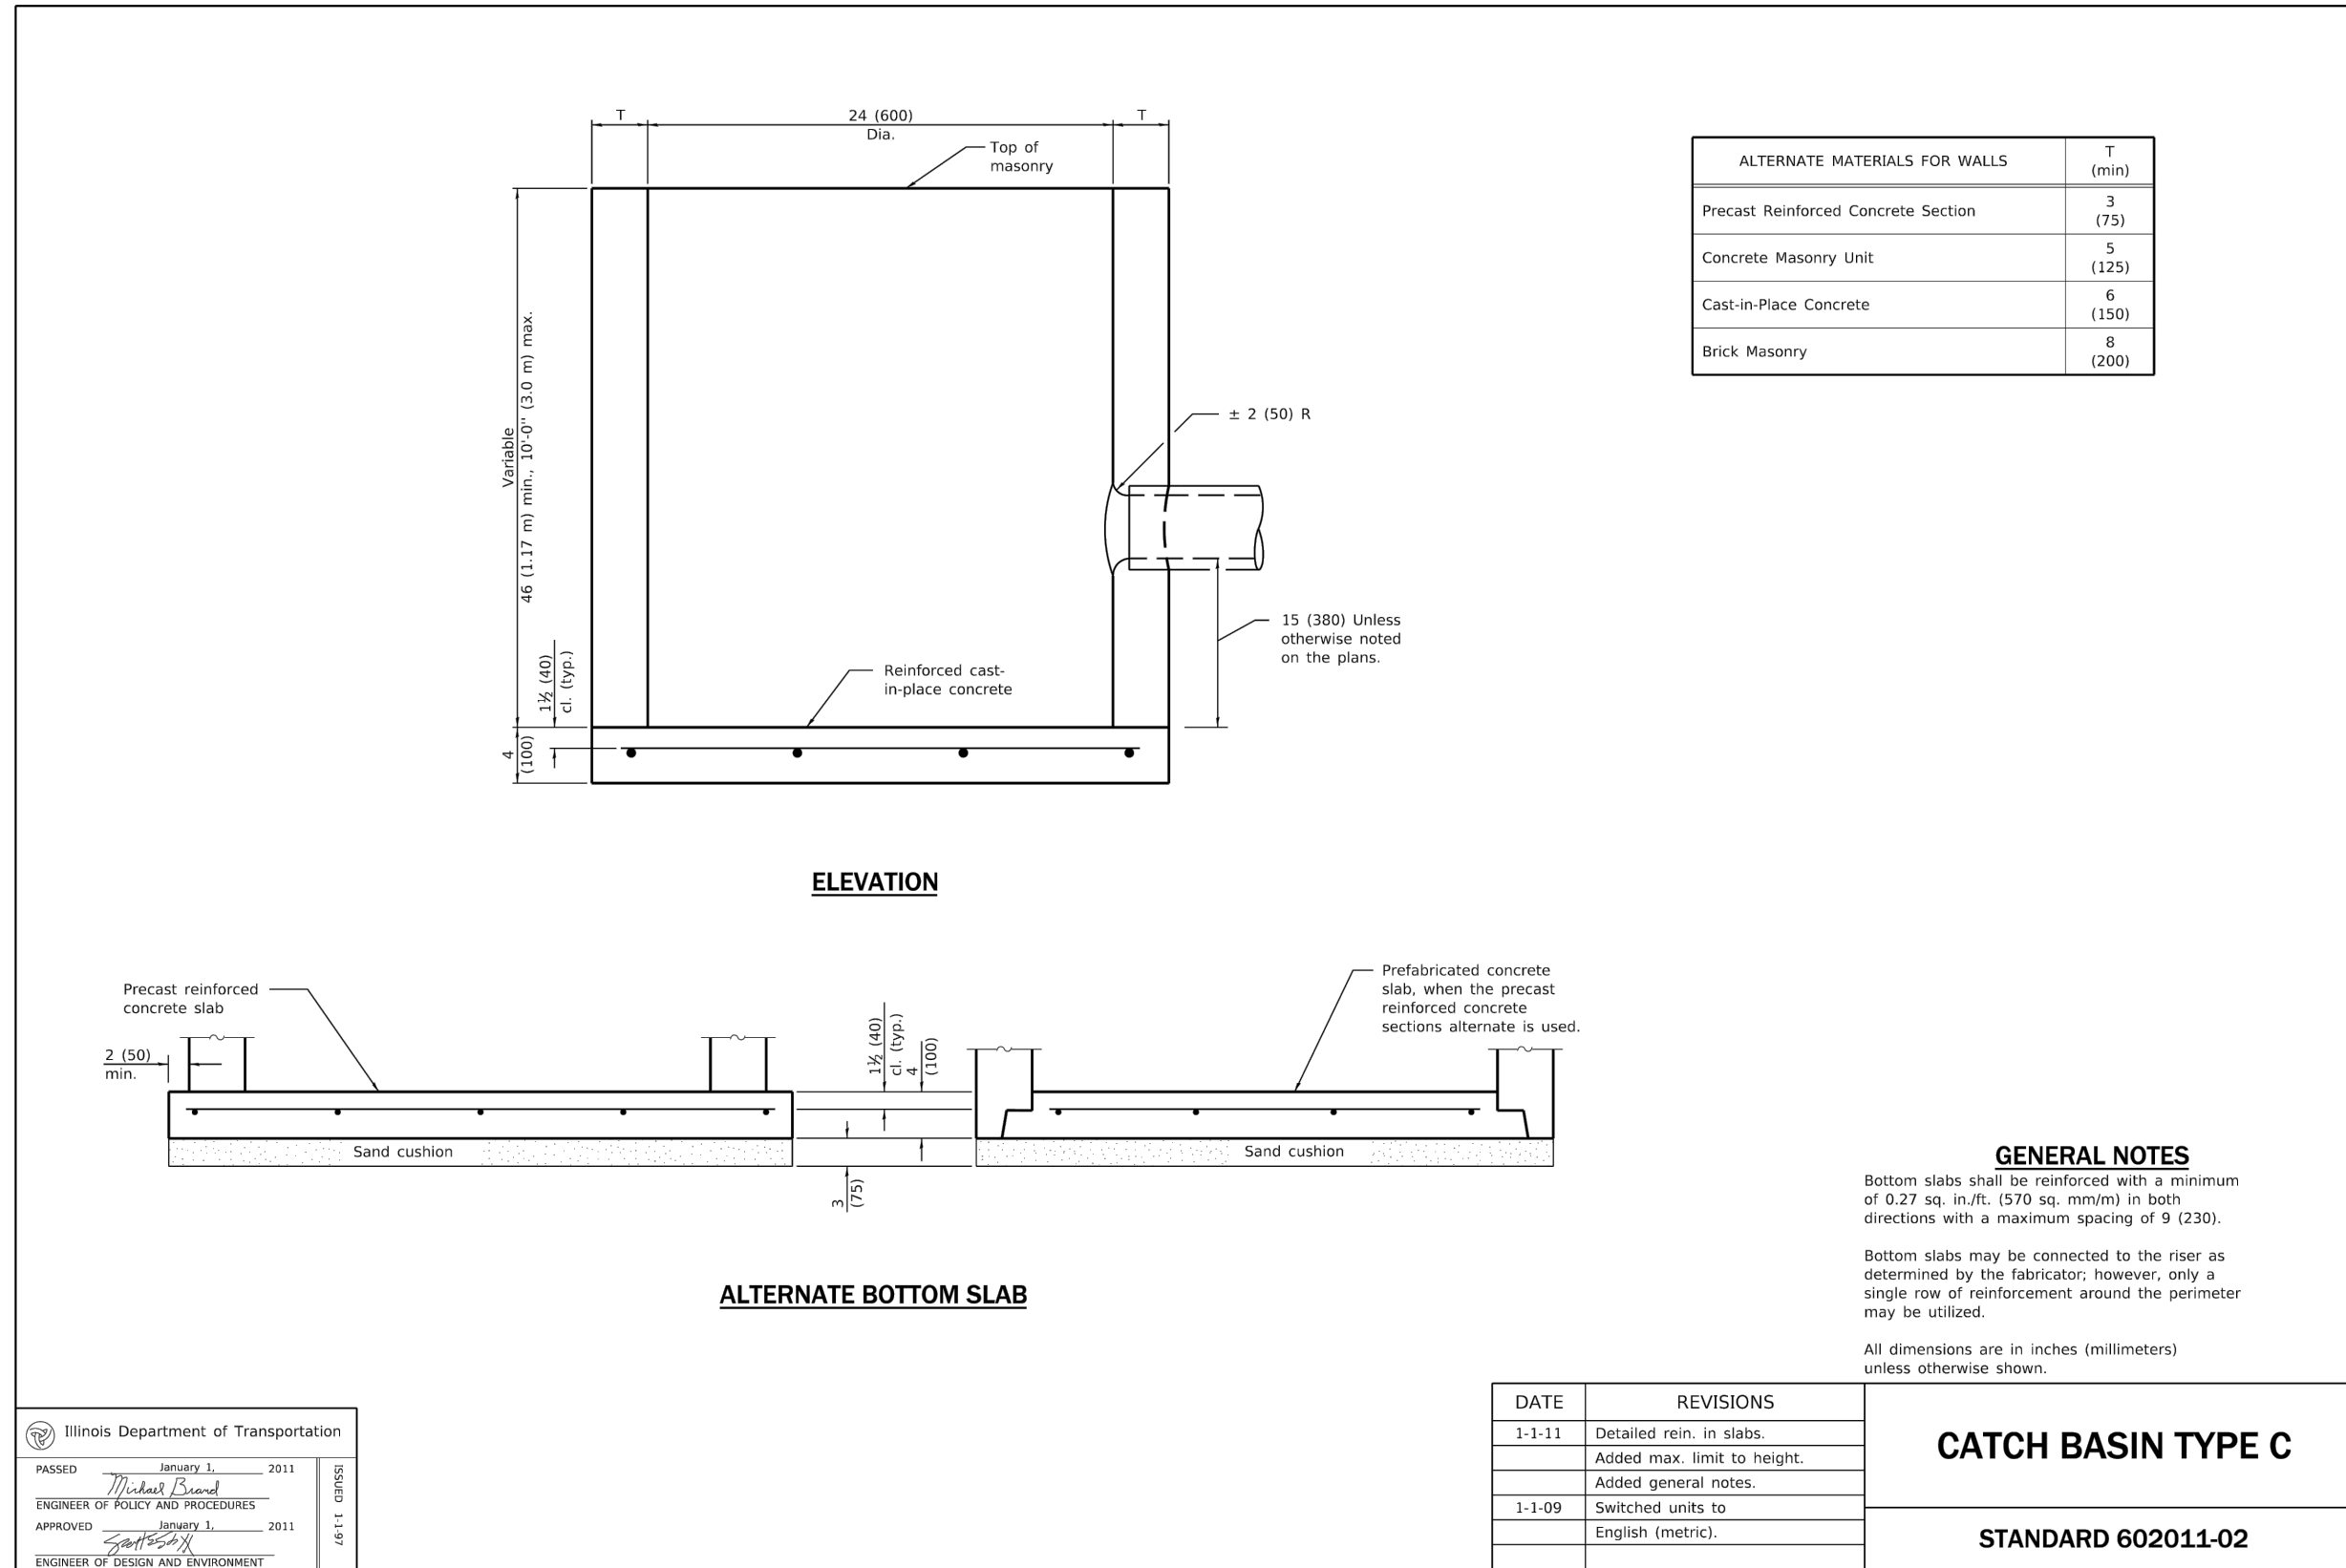 T
24 (600)
Dia.
T
Top of
masonry
Variable
46 (1.17 m) min., 10'-0" (3.0 m) max.
± 2 (50) R
15 (380) Unless
otherwise noted
on the plans.
1½ (40)
cl. (typ.)
Reinforced cast-
in-place concrete
4
(100)
ELEVATION
ALTERNATE MATERIALS FOR WALLS
T
(min)
Precast Reinforced Concrete Section
3
(75)
Concrete Masonry Unit
5
(125)
Cast-in-Place Concrete
6
(150)
Brick Masonry
8
(200)
Precast reinforced
concrete slab
2 (50)
min.
1½ (40)
cl. (typ.)
4
(100)
Prefabricated concrete
slab, when the precast
reinforced concrete
sections alternate is used.
Sand cushion
Sand cushion
3
(75)
ALTERNATE BOTTOM SLAB
GENERAL NOTES
Bottom slabs shall be reinforced with a minimum
of 0.27 sq. in./ft. (570 sq. mm/m) in both
directions with a maximum spacing of 9 (230).
Bottom slabs may be connected to the riser as
determined by the fabricator; however, only a
single row of reinforcement around the perimeter
may be utilized.
All dimensions are in inches (millimeters)
unless otherwise shown.
Illinois Department of Transportation
PASSED January 1, 2011
Michael Brand
ENGINEER OF POLICY AND PROCEDURES
APPROVED January 1, 2011
ENGINEER OF DESIGN AND ENVIRONMENT
ISSUED 1-1-97
DATE REVISIONS
1-1-11 Detailed rein. in slabs.
Added max. limit to height.
Added general notes.
1-1-09 Switched units to
English (metric).
CATCH BASIN TYPE C
STANDARD 602011-02